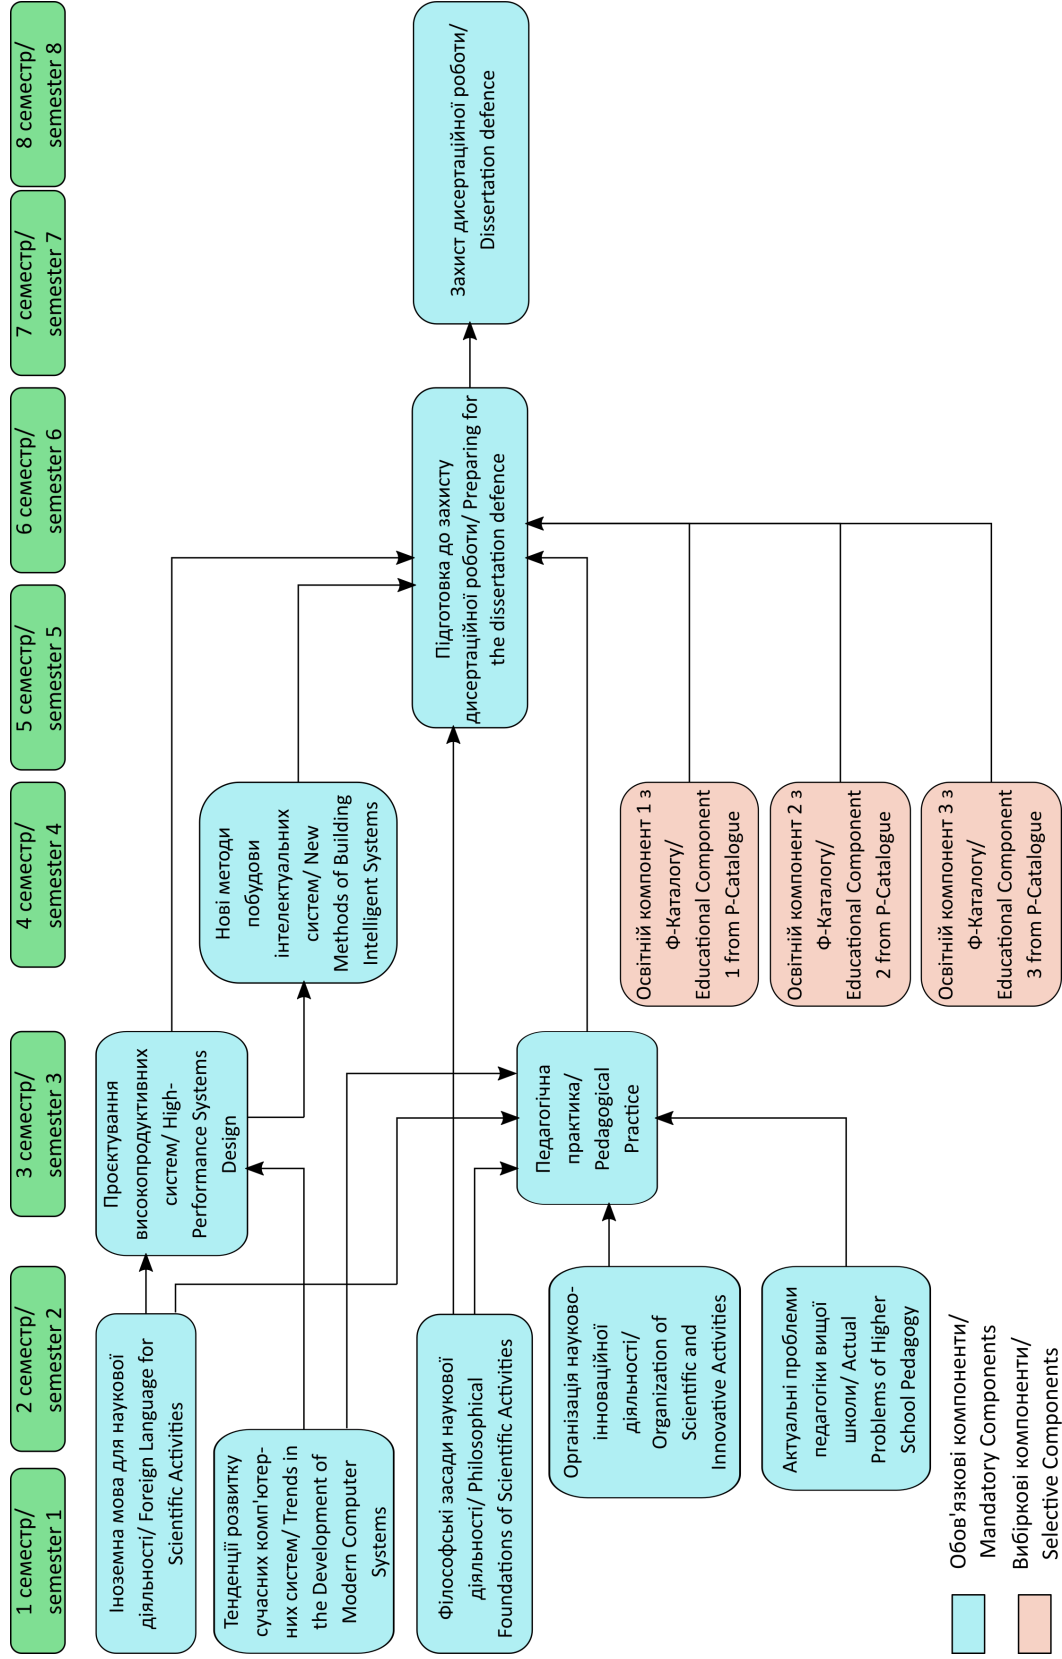 1 семестр/
semester 1
2 семестр/
semester 2
3 семестр/
semester 3
4 семестр/
semester 4
5 семестр/
semester 5
6 семестр/
semester 6
7 семестр/
semester 7
8 семестр/
semester 8
Іноземна мова для наукової
діяльності/ Foreign Language for
Scientific Activities
Тенденції розвитку
сучасних комп'ютер-
них систем/ Trends in
the Development of
Modern Computer
Systems
Філософські засади наукової
діяльності/ Philosophical
Foundations of Scientific Activities
Організація науково-
інноваційної
діяльності/
Organization of
Scientific and
Innovative Activities
Актуальні проблеми
педагогіки вищої
школи/ Actual
Problems of Higher
School Pedagogy
Проєктування
високопродуктивних
систем/ High-
Performance Systems
Design
Педагогічна
практика/
Pedagogical
Practice
Нові методи
побудови
інтелектуальних
систем/ New
Methods of Building
Intelligent Systems
Освітній компонент 1 з
Ф-Каталогу/
Educational Component
1 from P-Catalogue
Освітній компонент 2 з
Ф-Каталогу/
Educational Component
2 from P-Catalogue
Освітній компонент 3 з
Ф-Каталогу/
Educational Component
3 from P-Catalogue
Підготовка до захисту
дисертаційної роботи/ Preparing for
the dissertation defence
Захист дисертаційної роботи/
Dissertation defence
Обов'язкові компоненти/
Mandatory Components
Вибіркові компоненти/
Selective Components